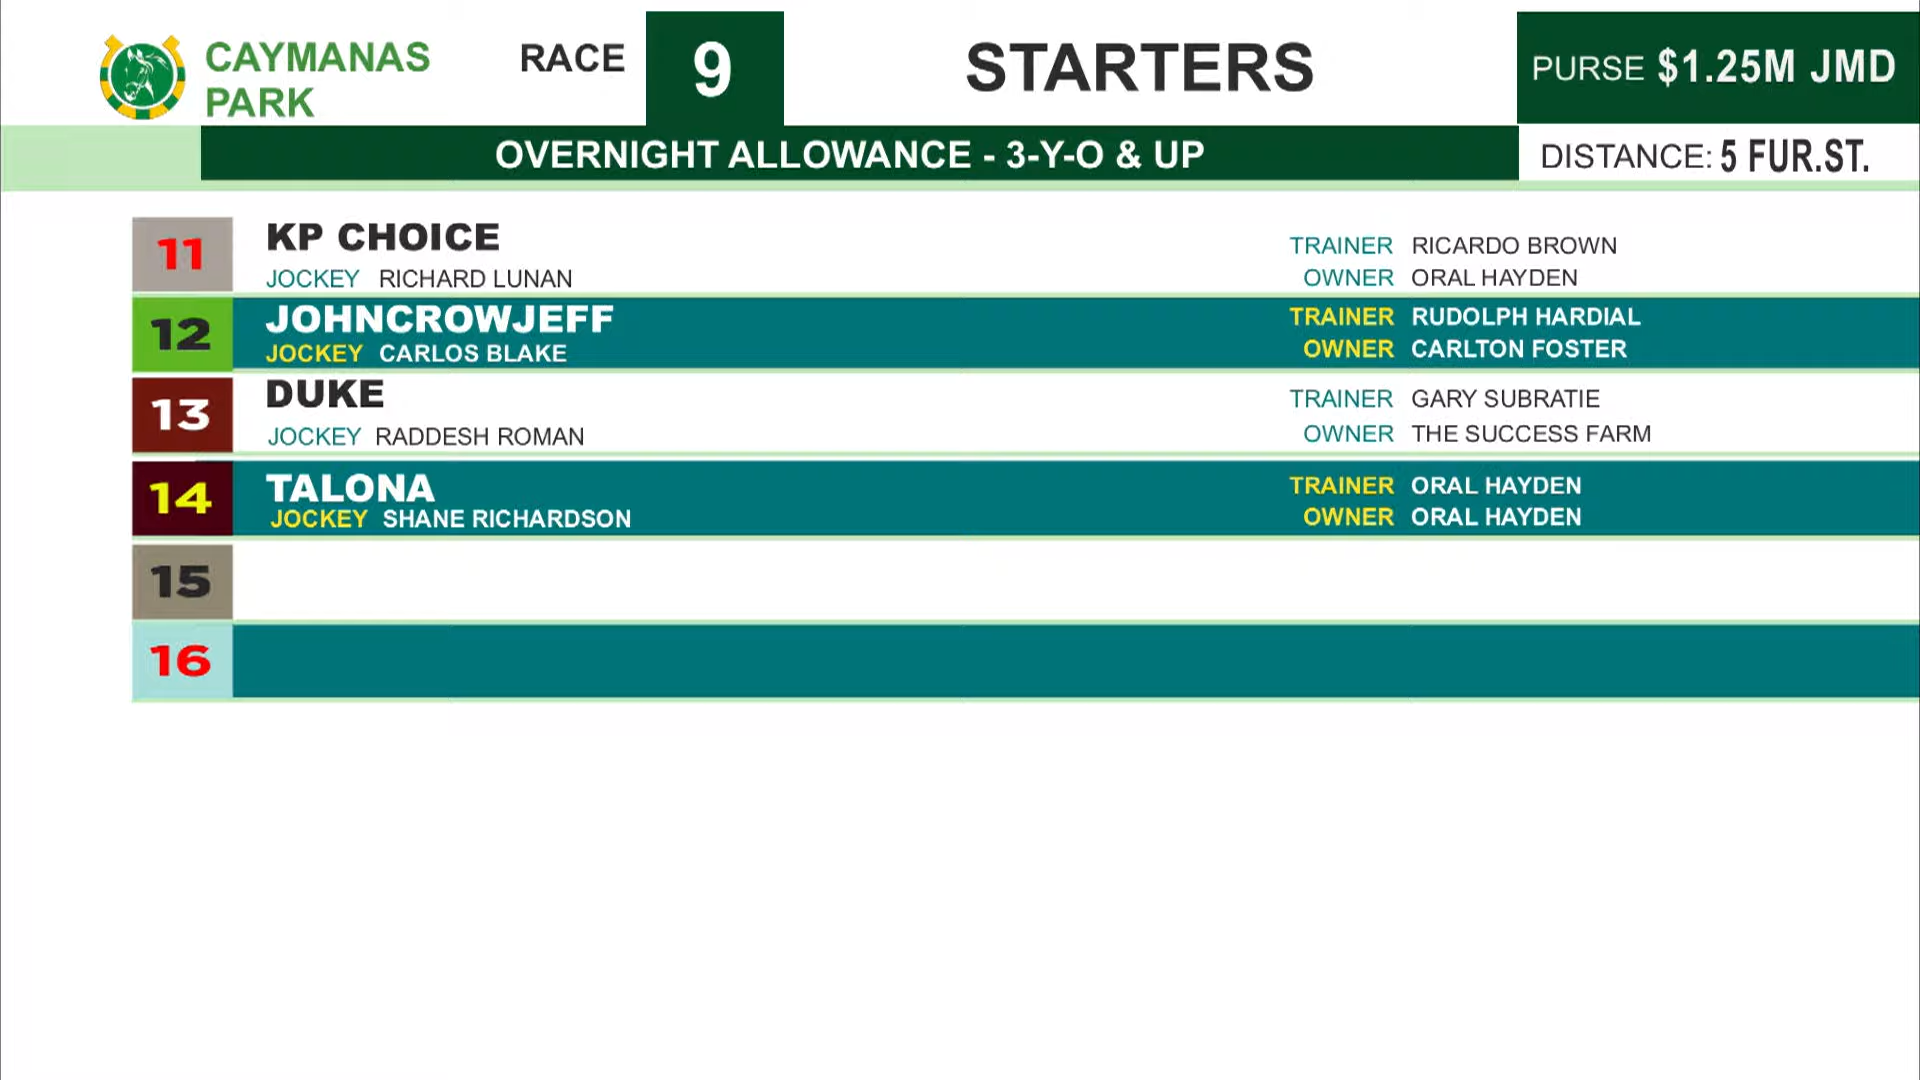 CAYMANAS
PARK
RACE 9 STARTERS PURSE $1.25M JMD
OVERNIGHT ALLOWANCE - 3-Y-O & UP DISTANCE: 5 FUR.ST.
11 KP CHOICE
JOCKEY RICHARD LUNAN
TRAINER RICARDO BROWN
OWNER ORAL HAYDEN
12 JOHNCROWJEFF
JOCKEY CARLOS BLAKE
TRAINER RUDOLPH HARDIAL
OWNER CARLTON FOSTER
13 DUKE
JOCKEY RADDESH ROMAN
TRAINER GARY SUBRATIE
OWNER THE SUCCESS FARM
14 TALONA
JOCKEY SHANE RICHARDSON
TRAINER ORAL HAYDEN
OWNER ORAL HAYDEN
15
16